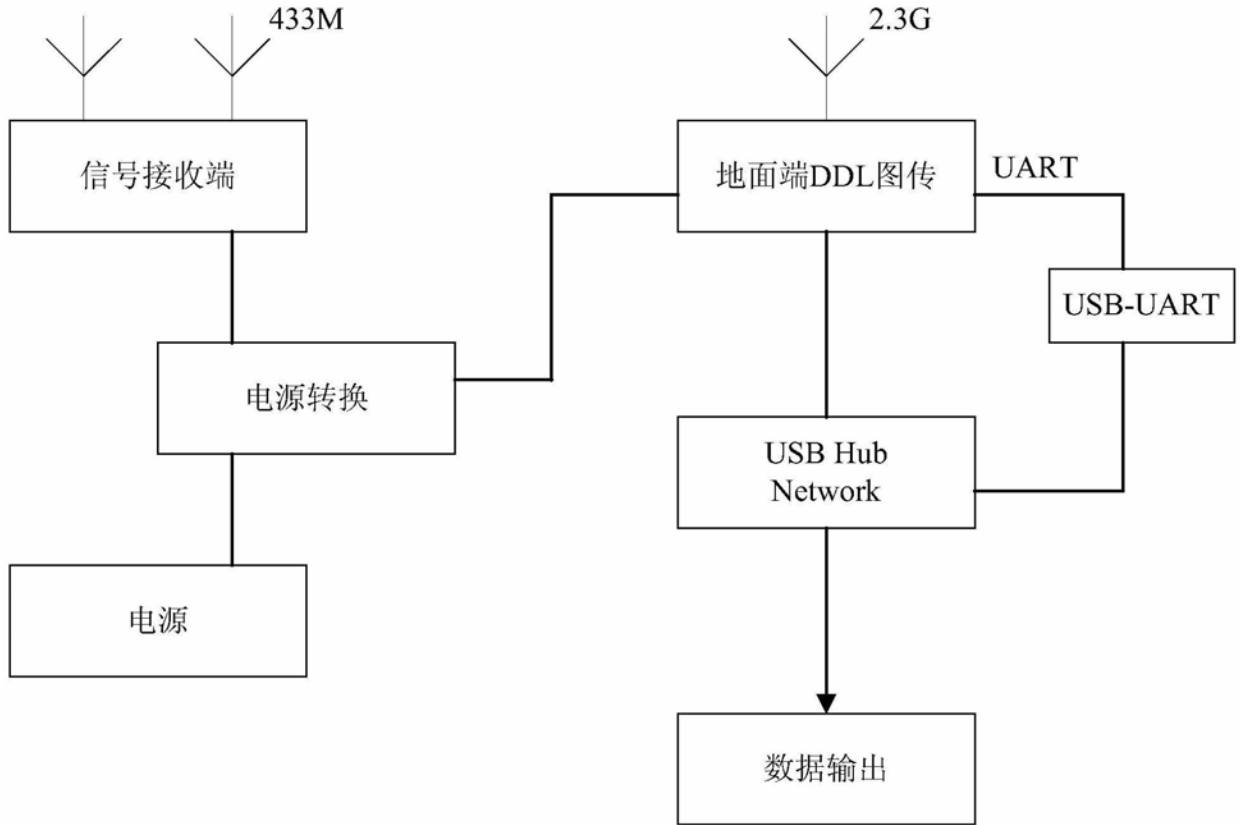 433M
2.3G
信号接收端
地面端DDL图传
UART
USB-UART
电源转换
USB Hub
Network
电源
数据输出